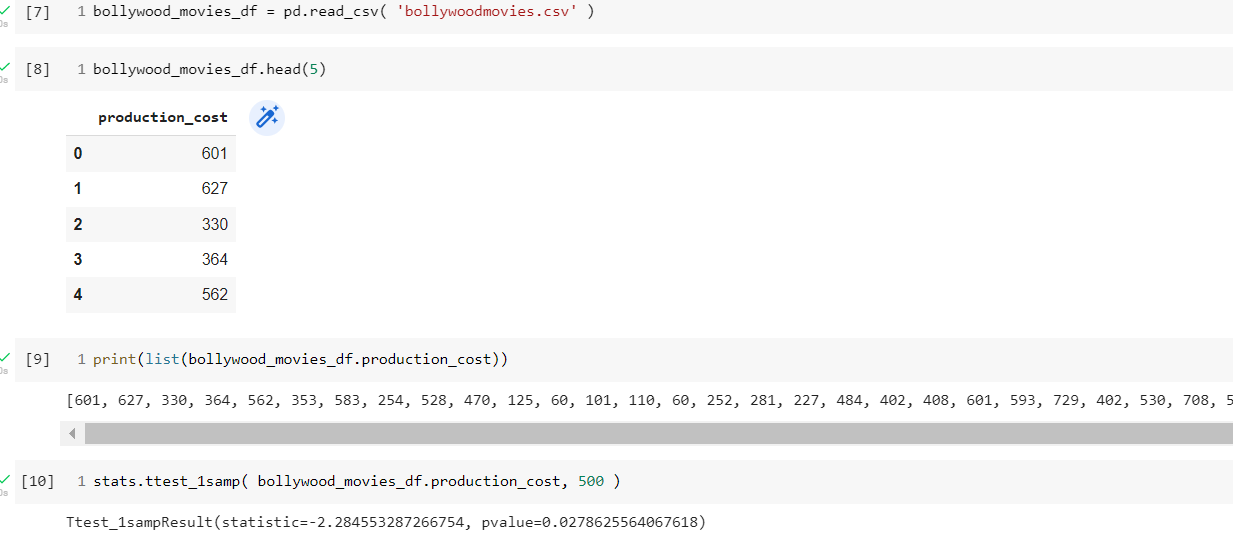 [7] 1 bollywood_movies_df = pd.read_csv( 'bollywoodmovies.csv' )
[8] 1 bollywood_movies_df.head(5)
production_cost
0 601
1 627
2 330
3 364
4 562
[9] 1 print(list(bollywood_movies_df.production_cost))
[601, 627, 330, 364, 562, 353, 583, 254, 528, 470, 125, 60, 101, 110, 60, 252, 281, 227, 484, 402, 408, 601, 593, 729, 402, 530, 708, 5
[10] 1 stats.ttest_1samp( bollywood_movies_df.production_cost, 500 )
Ttest_1sampResult(statistic=-2.284553287266754, pvalue=0.0278625564067618)